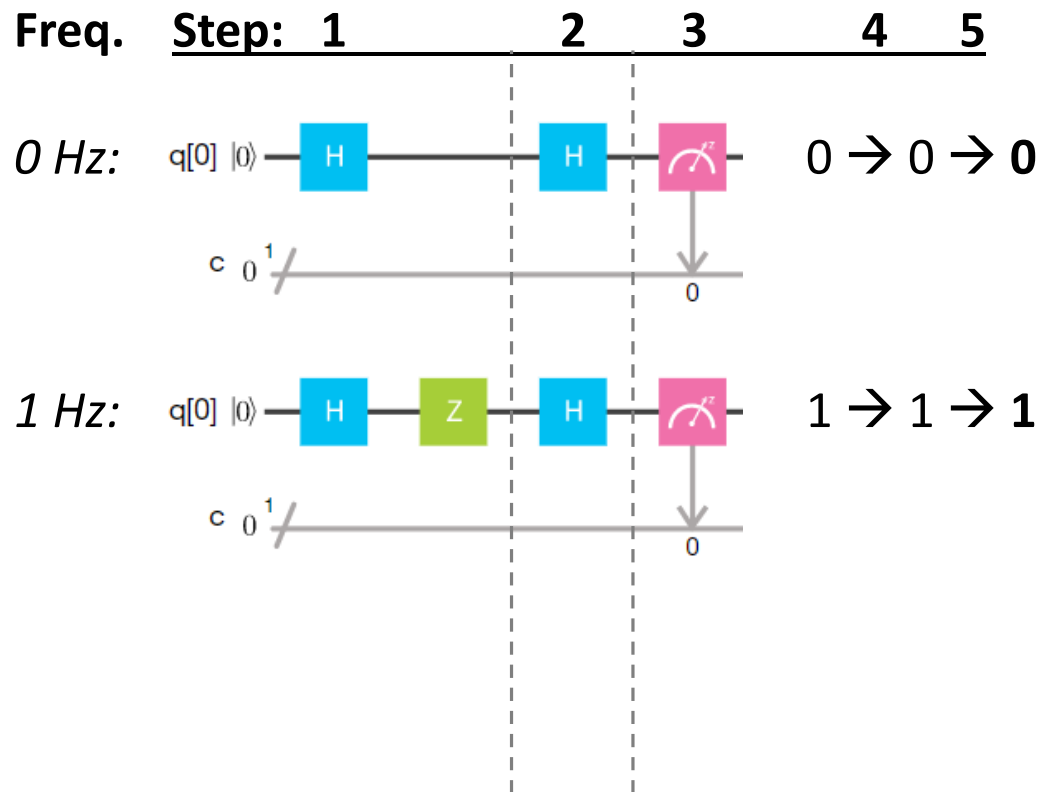 Freq. Step: 1 2 3 4 5
0 Hz: q[0] |0⟩ H H z 0 → 0 → 0
c 0 1
0
1 Hz: q[0] |0⟩ H Z H z 1 → 1 → 1
c 0 1
0